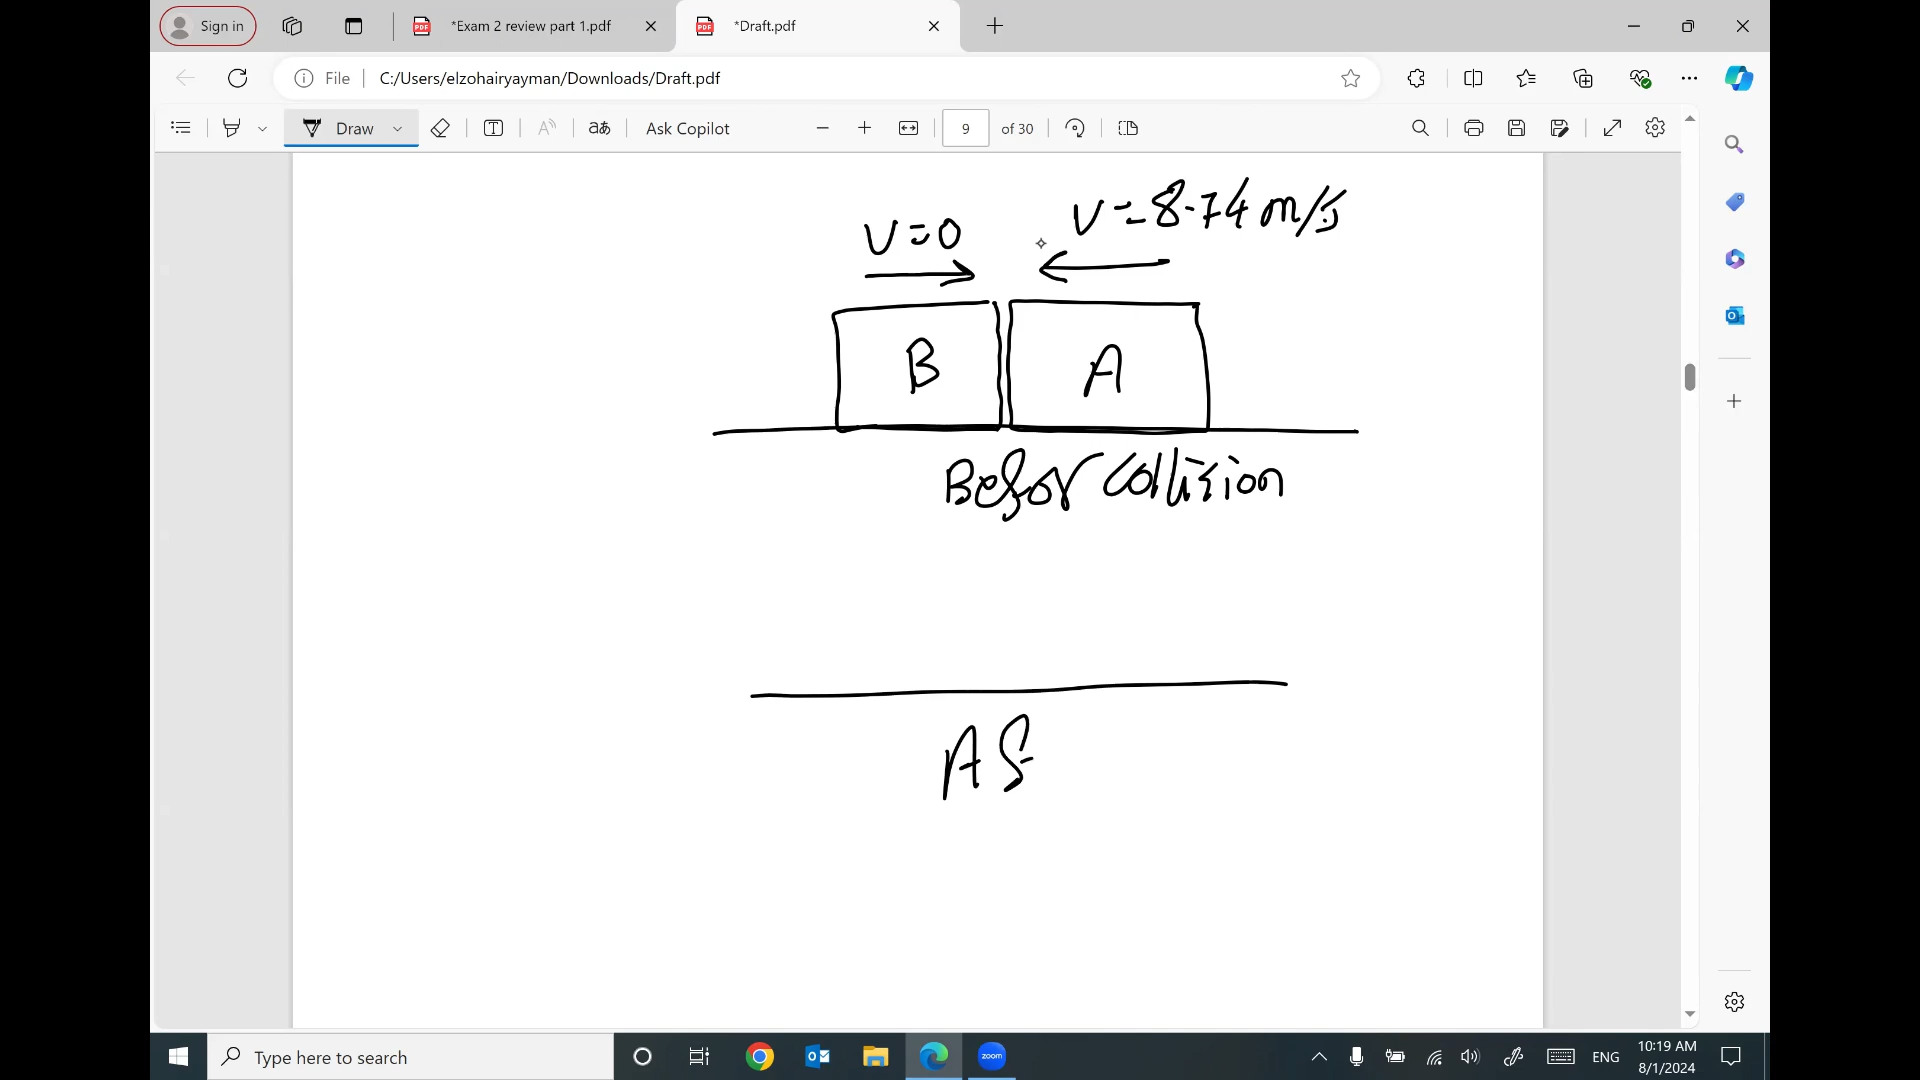 Sign in
*Exam 2 review part 1.pdf
*Draft.pdf
File
C:/Users/elzohairyayman/Downloads/Draft.pdf
Draw
Ask Copilot
9 of 30
V=0
V=8.74 m/s
B
A
Befor Collision
Af
Type here to search
zoom
ENG
10:19 AM
8/1/2024